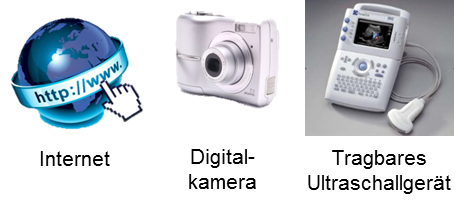 http://www.
Internet
Digital-
kamera
Tragbares
Ultraschallgerät